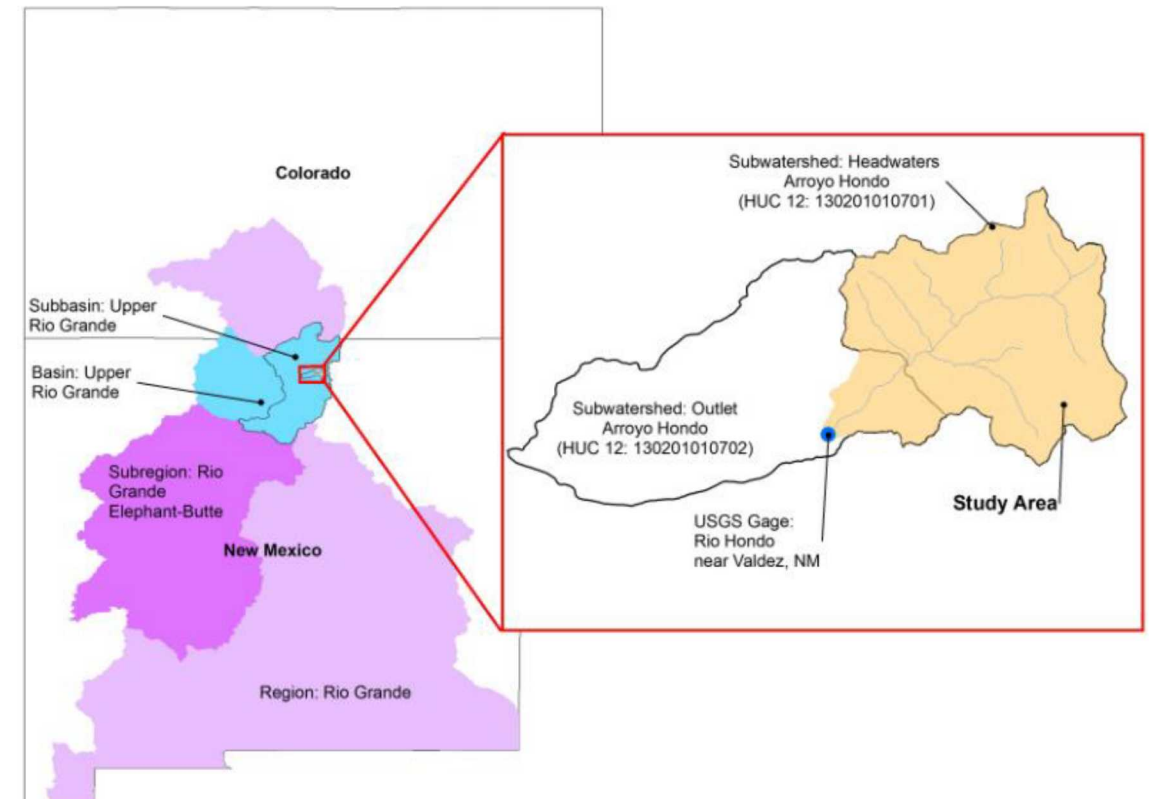 Colorado
Subbasin: Upper
Rio Grande
Basin: Upper
Rio Grande
Subregion: Rio
Grande
Elephant-Butte
New Mexico
Region: Rio Grande
Subwatershed: Headwaters
Arroyo Hondo
(HUC 12: 130201010701)
Subwatershed: Outlet
Arroyo Hondo
(HUC 12: 130201010702)
Study Area
USGS Gage:
Rio Hondo
near Valdez, NM